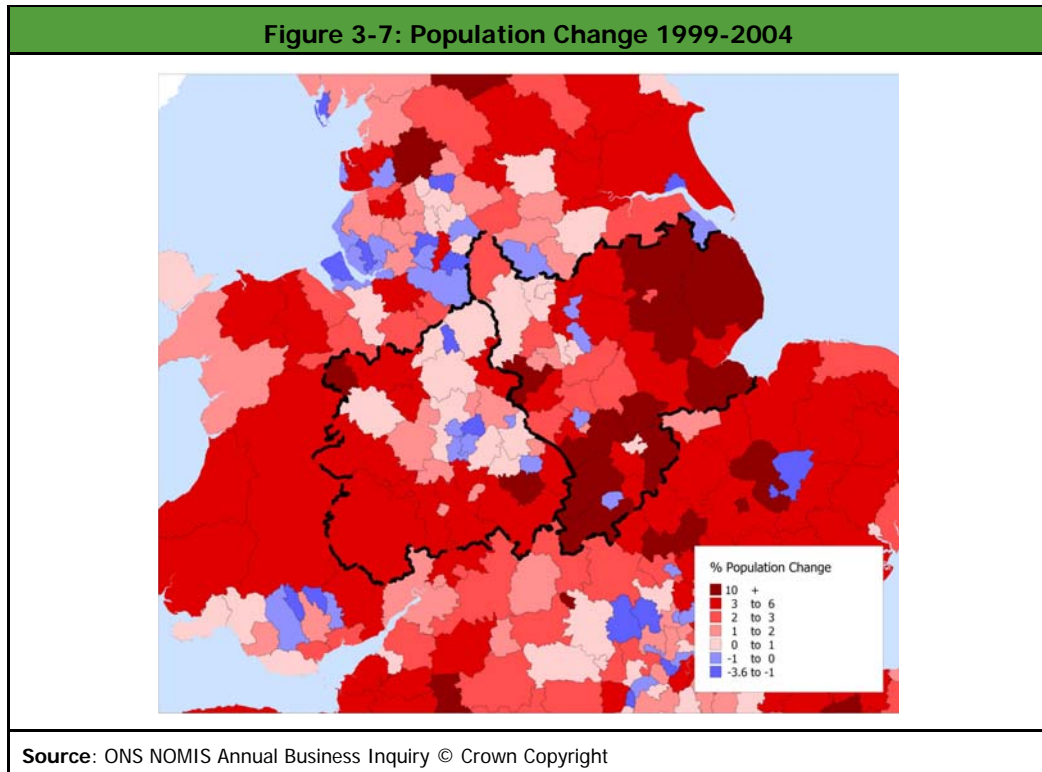 Figure 3-7: Population Change 1999-2004
% Population Change
10 +
3 to 6
2 to 3
1 to 2
0 to 1
-1 to 0
-3.6 to -1
Source: ONS NOMIS Annual Business Inquiry © Crown Copyright